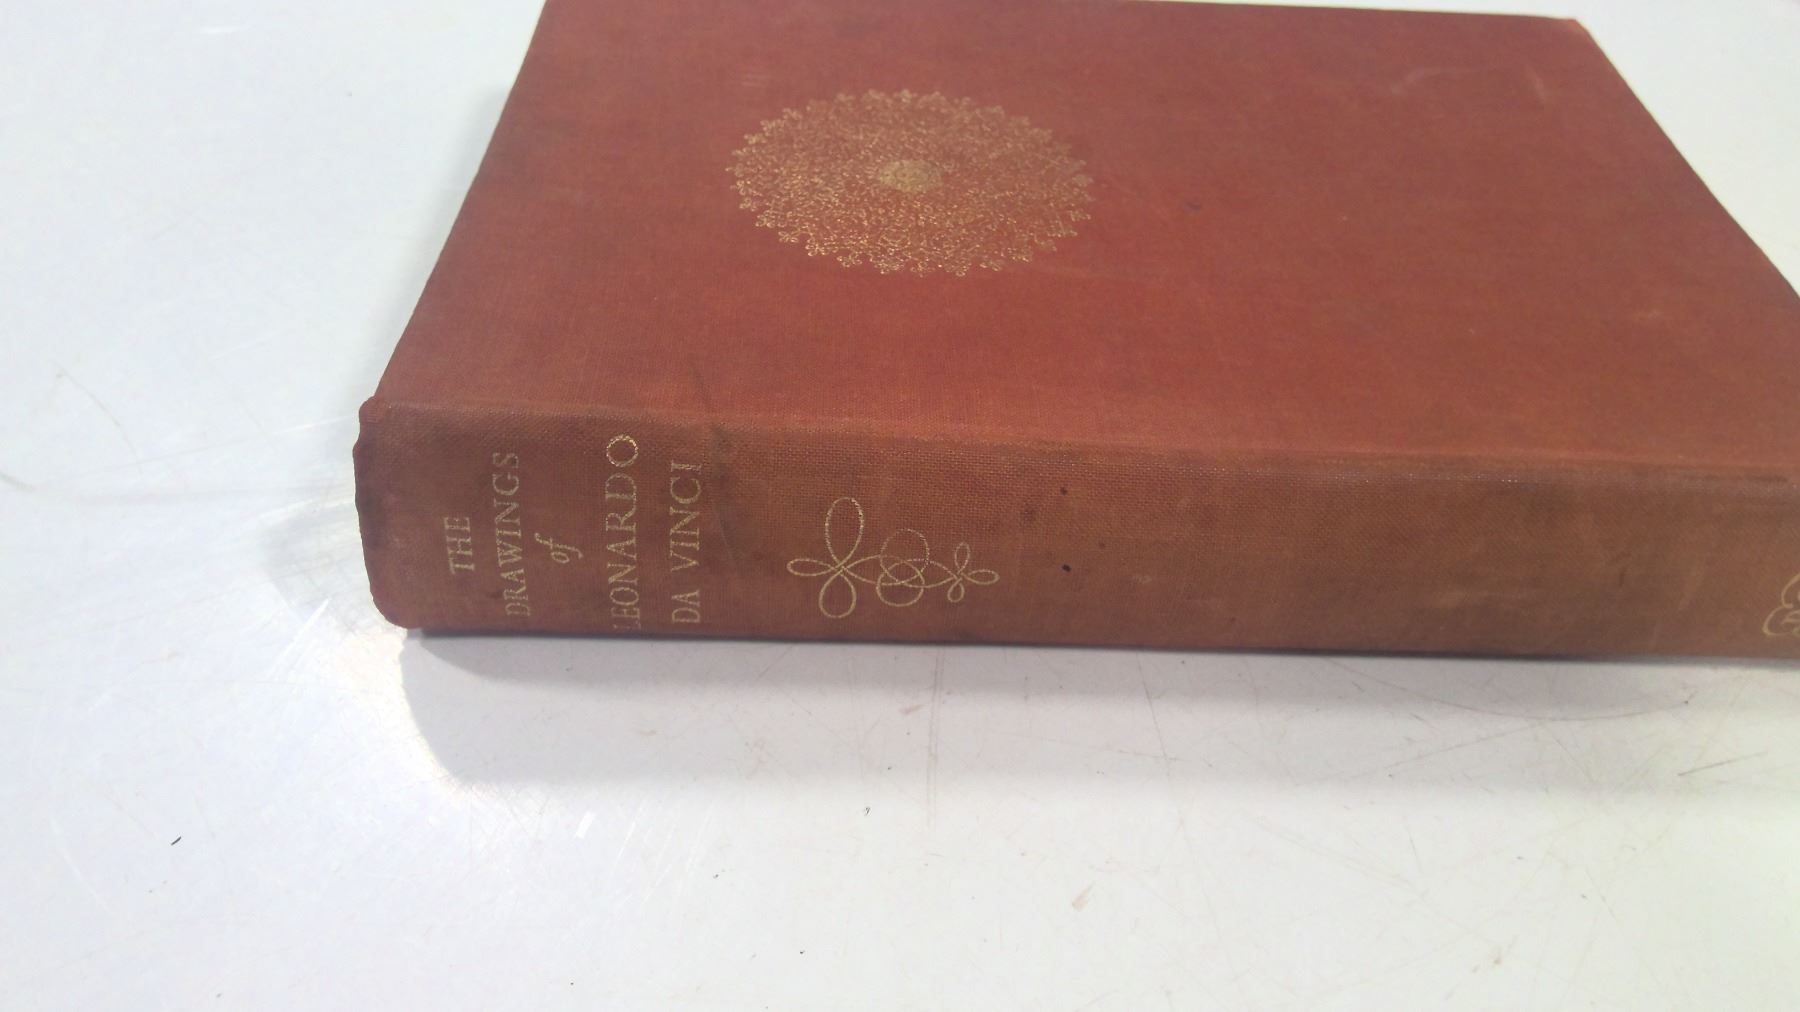 THE
DRAWINGS
of
LEONARDO
DA VINCI